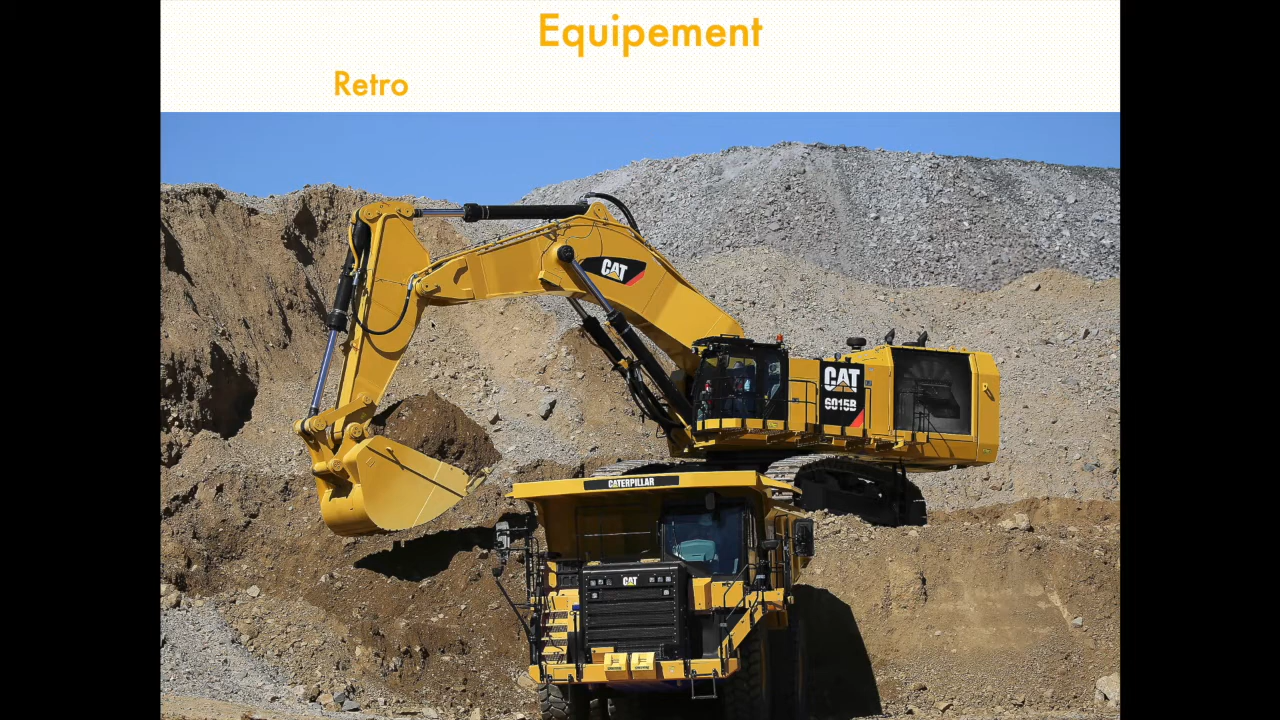 Equipement
Retro
CAT
CAT
6015B
CATERPILLAR
CAT